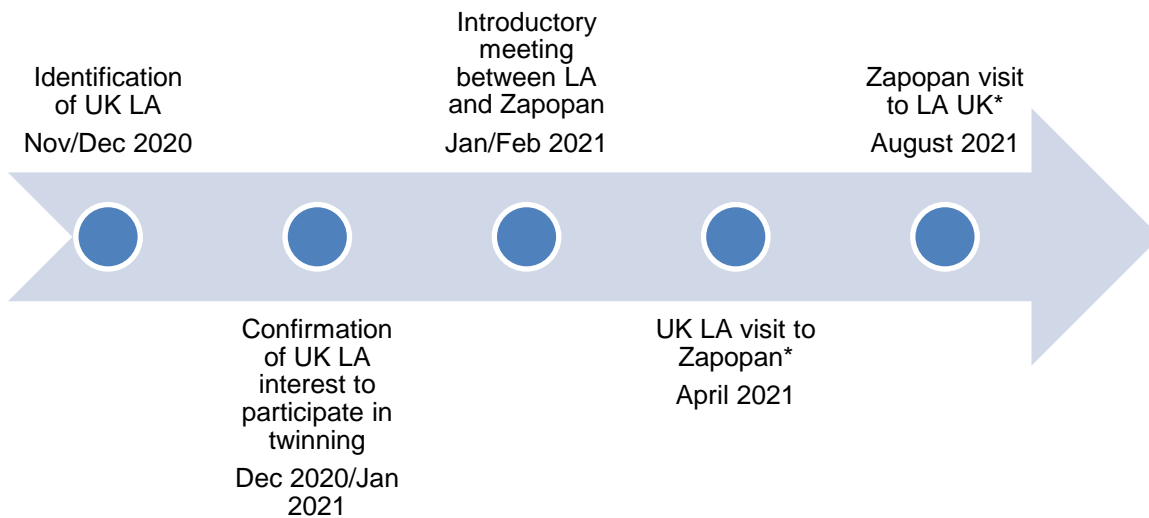 Identification
of UK LA
Nov/Dec 2020
Confirmation
of UK LA
interest to
participate in
twinning
Dec 2020/Jan
2021
Introductory
meeting
between LA
and Zapopan
Jan/Feb 2021
UK LA visit to
Zapopan*
April 2021
Zapopan visit
to LA UK*
August 2021